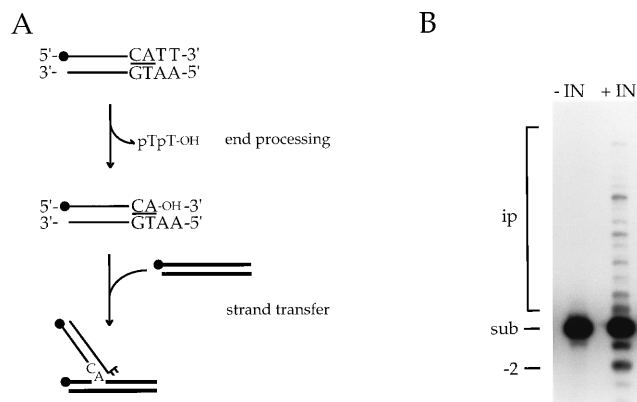 A
5'-CATT-3'
3'-GTAA-5'
pTpT-OH end processing
5'-CA-OH-3'
3'-GTAA-5'
strand transfer
C
A
B
- IN + IN
ip
sub
-2